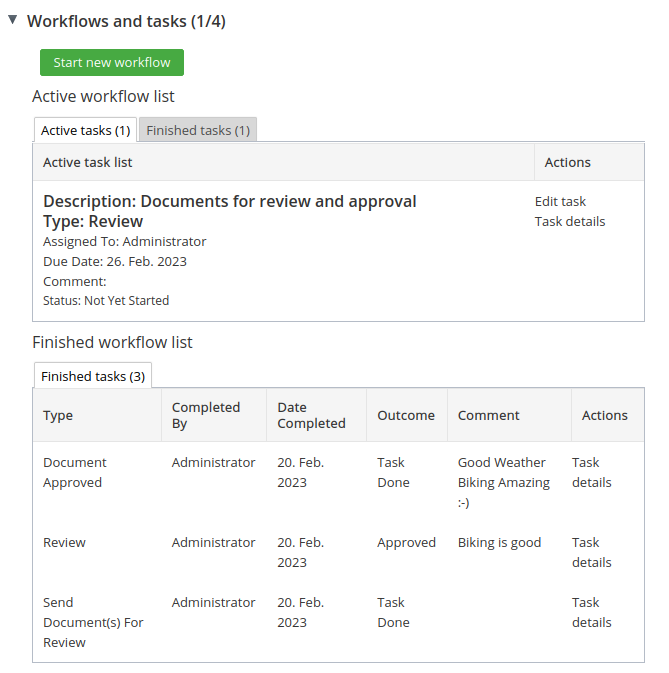 Workflows and tasks (1/4)
Start new workflow
Active workflow list
Active tasks (1) Finished tasks (1)
Active task list Actions
Description: Documents for review and approval
Type: Review
Assigned To: Administrator
Due Date: 26. Feb. 2023
Comment:
Status: Not Yet Started
Edit task
Task details
Finished workflow list
Finished tasks (3)
Type
Completed
By
Date
Completed
Outcome
Comment
Actions
Document
Approved
Administrator
20. Feb.
2023
Task
Done
Good Weather
Biking Amazing
:-)
Task
details
Review
Administrator
20. Feb.
2023
Approved
Biking is good
Task
details
Send
Document(s) For
Review
Administrator
20. Feb.
2023
Task
Done
Task
details